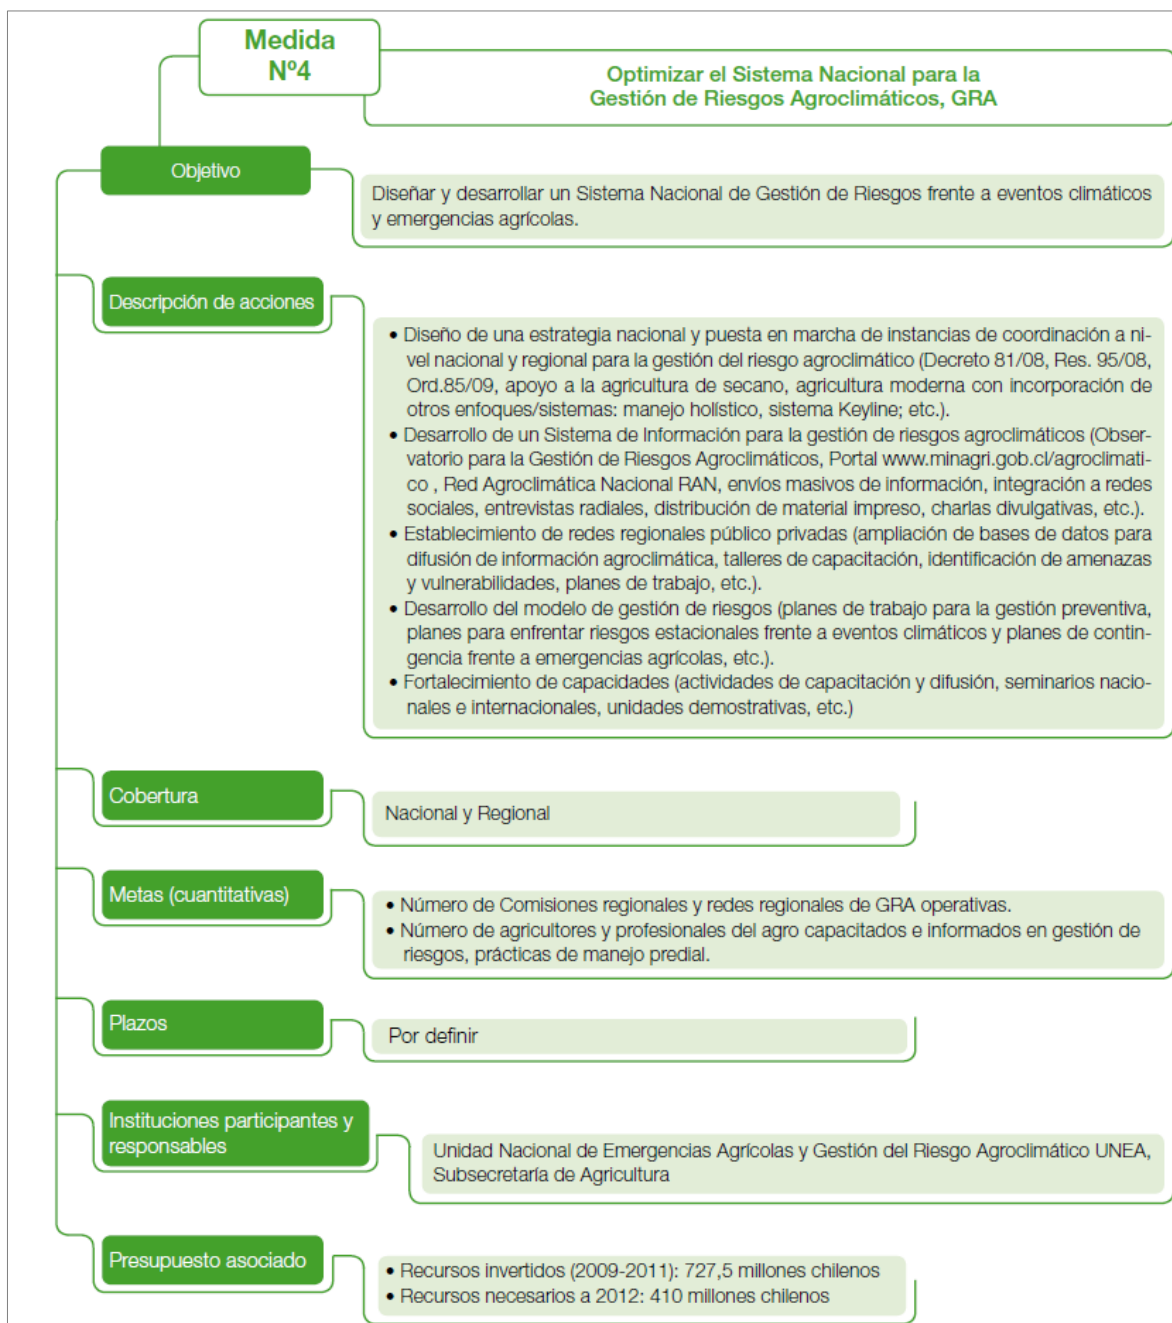 Medida
Nº4
Optimizar el Sistema Nacional para la
Gestión de Riesgos Agroclimáticos, GRA
Objetivo
Diseñar y desarrollar un Sistema Nacional de Gestión de Riesgos frente a eventos climáticos
y emergencias agrícolas.
Descripción de acciones
• Diseño de una estrategia nacional y puesta en marcha de instancias de coordinación a ni-
vel nacional y regional para la gestión del riesgo agroclimático (Decreto 81/08, Res. 95/08,
Ord.85/09, apoyo a la agricultura de secano, agricultura moderna con incorporación de
otros enfoques/sistemas: manejo holístico, sistema Keyline; etc.).
• Desarrollo de un Sistema de Información para la gestión de riesgos agroclimáticos (Obser-
vatorio para la Gestión de Riesgos Agroclimáticos, Portal www.minagri.gob.cl/agroclimati-
co , Red Agroclimática Nacional RAN, envíos masivos de información, integración a redes
sociales, entrevistas radiales, distribución de material impreso, charlas divulgativas, etc.).
• Establecimiento de redes regionales público privadas (ampliación de bases de datos para
difusión de información agroclimática, talleres de capacitación, identificación de amenazas
y vulnerabilidades, planes de trabajo, etc.).
• Desarrollo del modelo de gestión de riesgos (planes de trabajo para la gestión preventiva,
planes para enfrentar riesgos estacionales frente a eventos climáticos y planes de contin-
gencia frente a emergencias agrícolas, etc.).
• Fortalecimiento de capacidades (actividades de capacitación y difusión, seminarios nacio-
nales e internacionales, unidades demostrativas, etc.)
Cobertura
Nacional y Regional
Metas (cuantitativas)
• Número de Comisiones regionales y redes regionales de GRA operativas.
• Número de agricultores y profesionales del agro capacitados e informados en gestión de
riesgos, prácticas de manejo predial.
Plazos
Por definir
Instituciones participantes y
responsables
Unidad Nacional de Emergencias Agrícolas y Gestión del Riesgo Agroclimático UNEA,
Subsecretaría de Agricultura
Presupuesto asociado
• Recursos invertidos (2009-2011): 727,5 millones chilenos
• Recursos necesarios a 2012: 410 millones chilenos